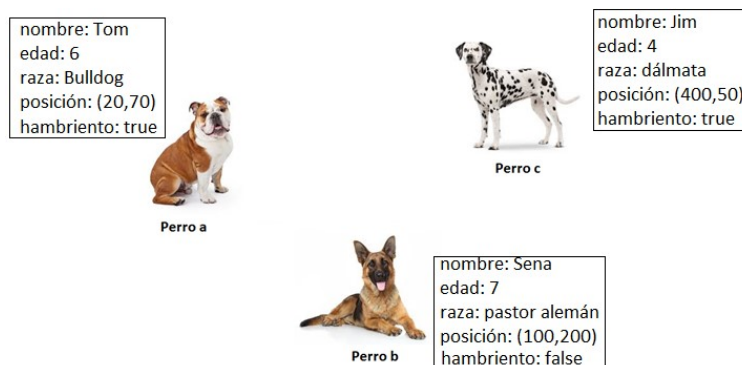 nombre: Tom
edad: 6
raza: Bulldog
posición: (20,70)
hambriento: true
Perro a
nombre: Jim
edad: 4
raza: dálmata
posición: (400,50)
hambriento: true
Perro c
nombre: Sena
edad: 7
raza: pastor alemán
posición: (100,200)
hambriento: false
Perro b